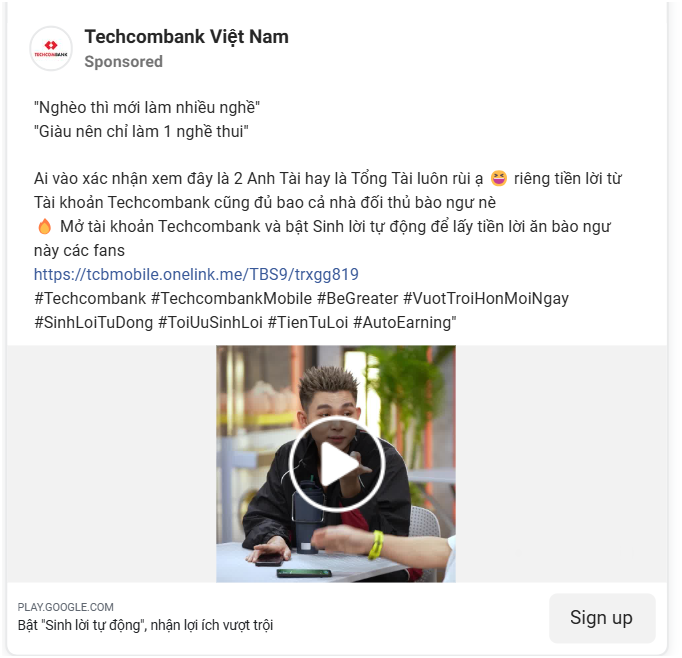 Techcombank Việt Nam
TECHCOMBANK
Sponsored
"Nghèo thì mới làm nhiều nghề"
"Giàu nên chỉ làm 1 nghề thui"
Ai vào xác nhận xem đây là 2 Anh Tài hay là Tổng Tài luôn rùi ạ 😆 riêng tiền lời từ
Tài khoản Techcombank cũng đủ bao cả nhà đối thủ bào ngư nè
🔥 Mở tài khoản Techcombank và bật Sinh lời tự động để lấy tiền lời ăn bào ngư
này các fans
https://tcbmobile.onelink.me/TBS9/trxgg819
#Techcombank #TechcombankMobile #BeGreater #VuotTroiHonMoiNgay
#SinhLoiTuDong #ToiUuSinhLoi #TienTuLoi #AutoEarning"
PLAY.GOOGLE.COM
Bật "Sinh lời tự động", nhận lợi ích vượt trội
Sign up